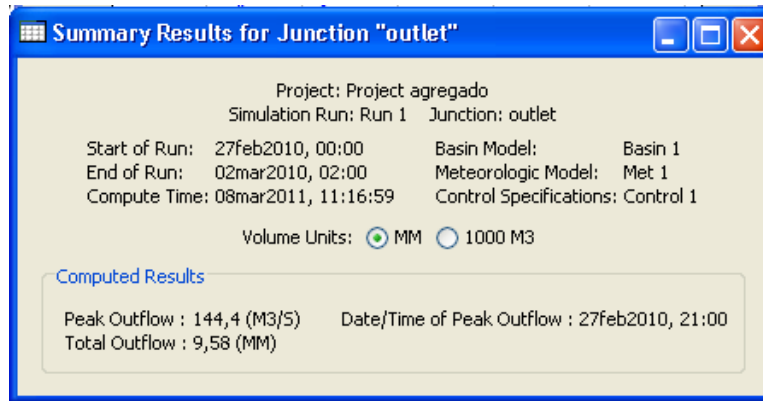 Summary Results for Junction "outlet"
Project: Project agregado
Simulation Run: Run 1 Junction: outlet
Start of Run: 27feb2010, 00:00 Basin Model: Basin 1
End of Run: 02mar2010, 02:00 Meteorologic Model: Met 1
Compute Time: 08mar2011, 11:16:59 Control Specifications: Control 1
Volume Units: MM 1000 M3
Computed Results
Peak Outflow : 144,4 (M3/S) Date/Time of Peak Outflow : 27feb2010, 21:00
Total Outflow : 9,58 (MM)